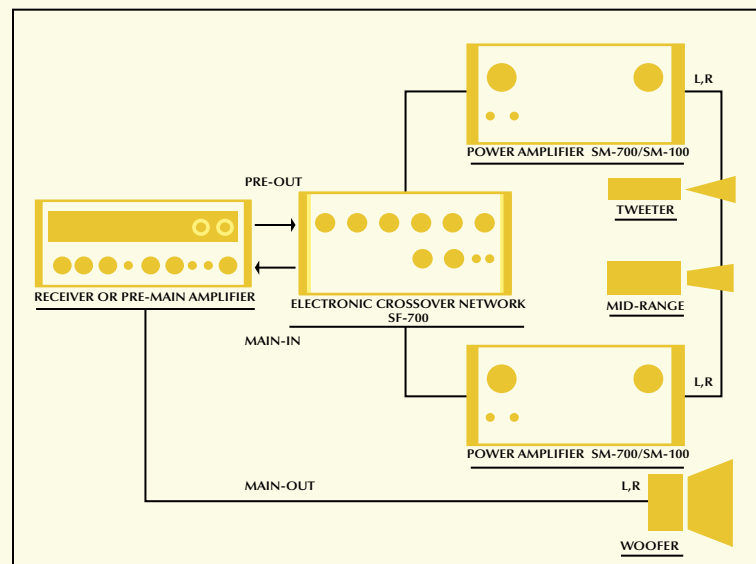 L,R
POWER AMPLIFIER SM-700/SM-100
PRE-OUT
TWEETER
RECEIVER OR PRE-MAIN AMPLIFIER
ELECTRONIC CROSSOVER NETWORK
SF-700
MID-RANGE
MAIN-IN
L,R
POWER AMPLIFIER SM-700/SM-100
MAIN-OUT
L,R
WOOFER